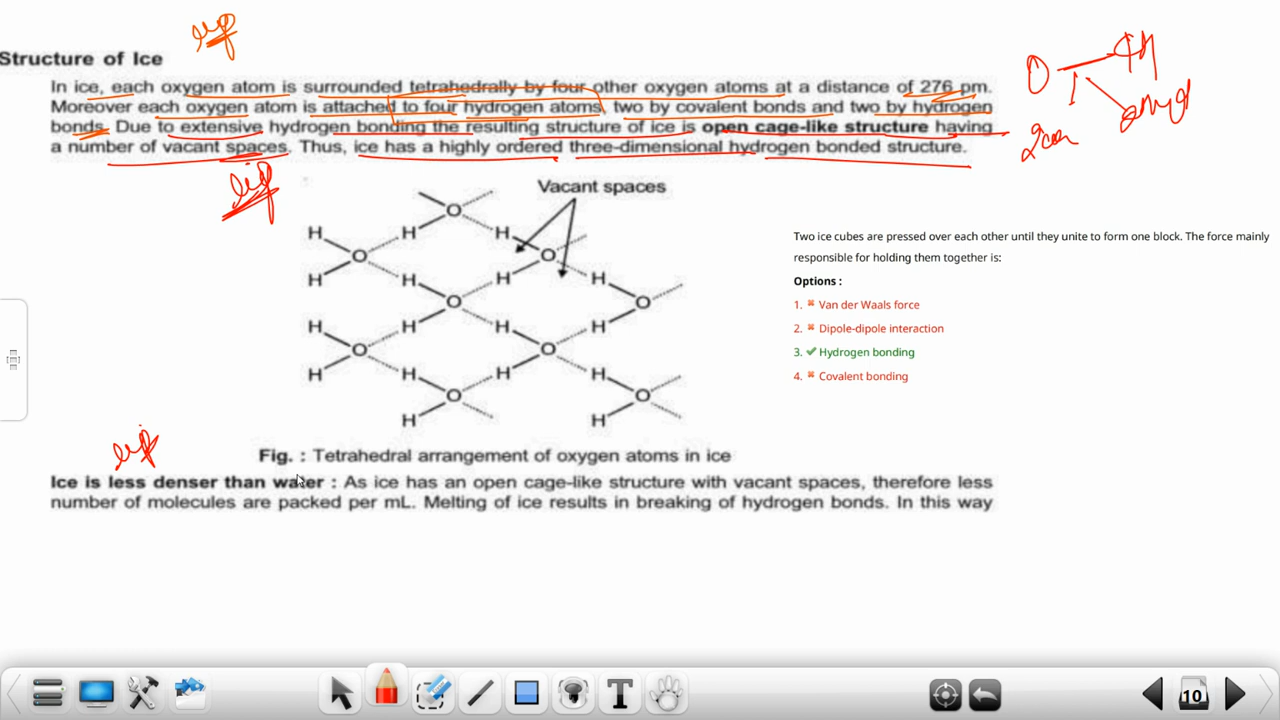 imp
Structure of Ice
In ice, each oxygen atom is surrounded tetrahedrally by four other oxygen atoms at a distance of 276 pm.
Moreover each oxygen atom is attached to four hydrogen atoms, two by covalent bonds and two by hydrogen
bonds. Due to extensive hydrogen bonding the resulting structure of ice is open cage-like structure having
a number of vacant spaces. Thus, ice has a highly ordered three-dimensional hydrogen bonded structure.
O 4H
2Hyd
2cov
imp
Vacant spaces
O
H H H
O O
H H H H
O O
H H H H
O O
H H H H
O O
H H
Two ice cubes are pressed over each other until they unite to form one block. The force mainly
responsible for holding them together is:
Options :
1. Van der Waals force
2. Dipole-dipole interaction
3. Hydrogen bonding
4. Covalent bonding
imp
Fig. : Tetrahedral arrangement of oxygen atoms in ice
Ice is less denser than water : As ice has an open cage-like structure with vacant spaces, therefore less
number of molecules are packed per mL. Melting of ice results in breaking of hydrogen bonds. In this way
T
10